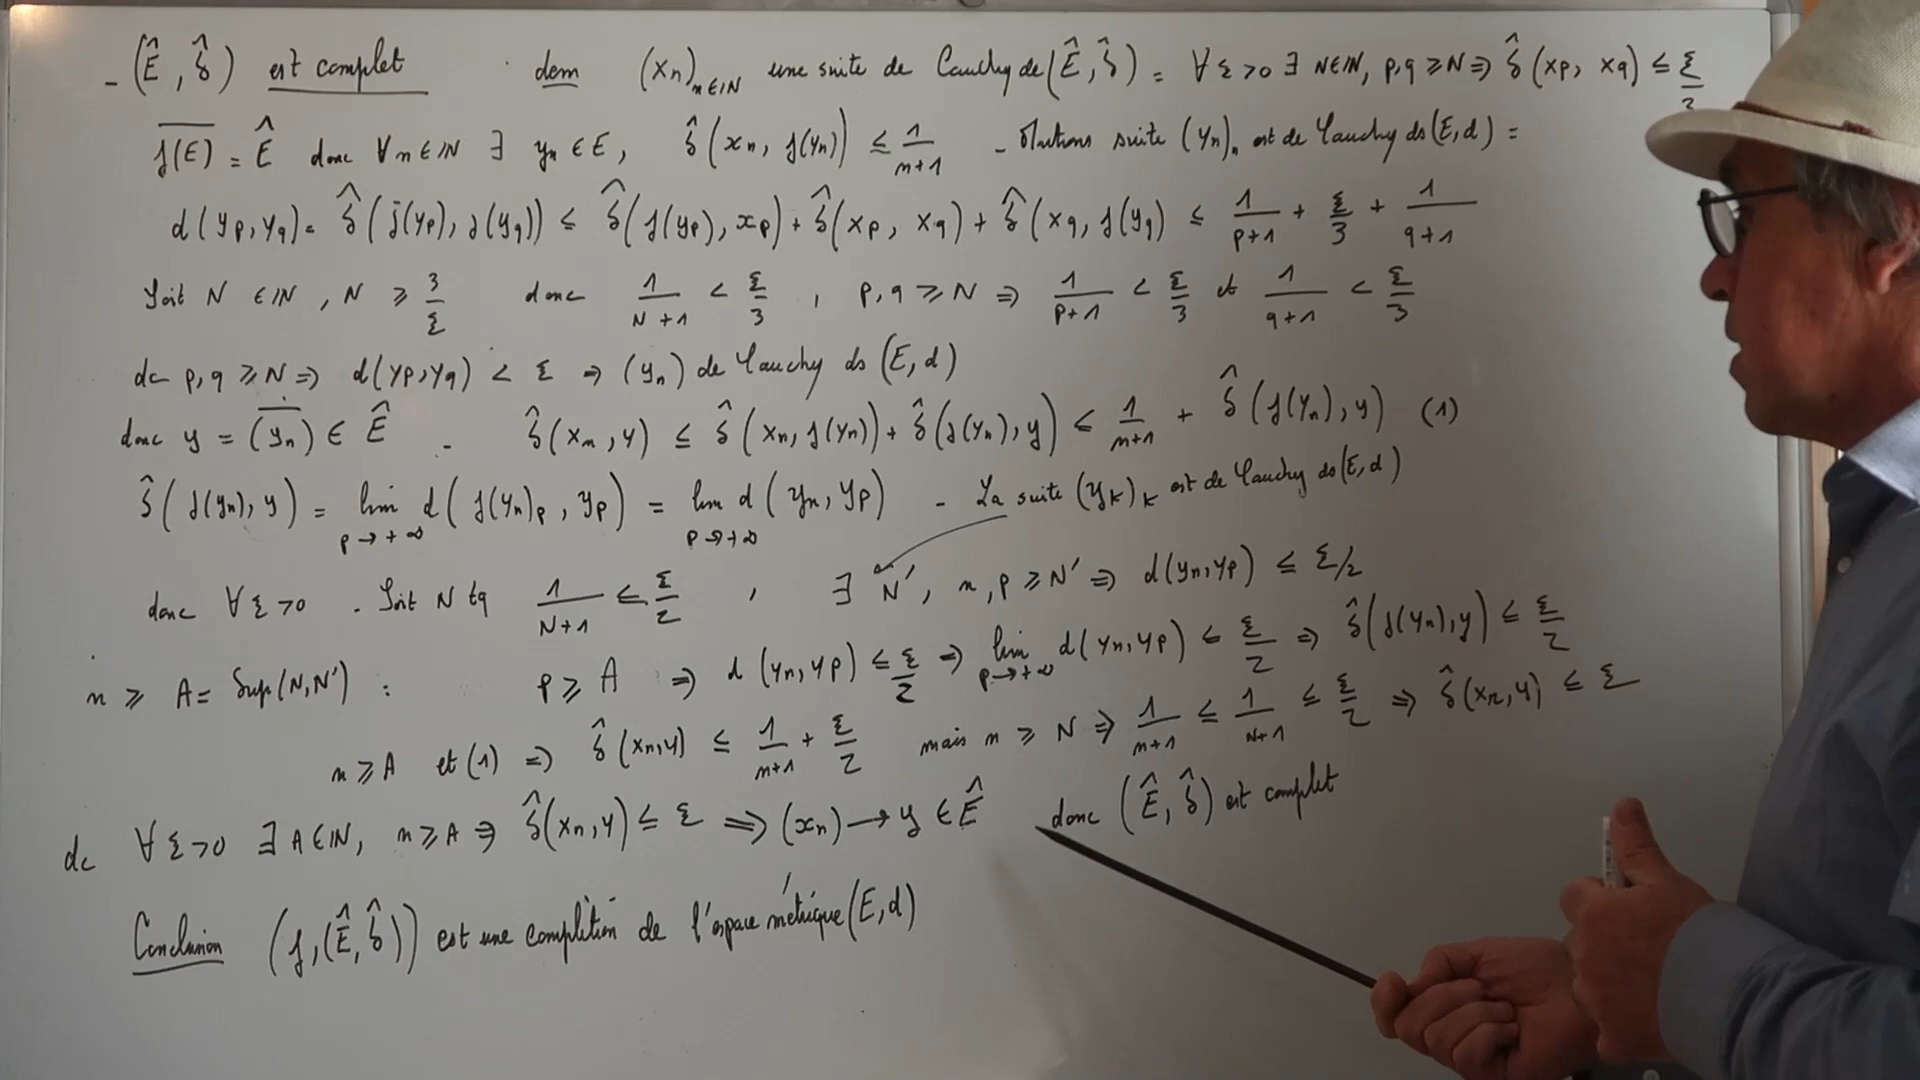 - (Ê, δ̂) est complet · dem (xn)n∈ℕ une suite de Cauchy de (Ê, δ̂) = ∀ε>0 ∃ N∈ℕ, p,q ≥ N ⇒ δ̂(xp, xq) ≤ ε/2
\overline{j(E)} = Ê donc ∀n∈ℕ ∃ yn∈E, δ̂(xn, j(yn)) ≤ 1/(n+1) - Montrons suite (yn)n est de Cauchy ds (E,d) =
d(yp,yq) = δ̂(j(yp), j(yq)) ≤ δ̂(j(yp), xp) + δ̂(xp, xq) + δ̂(xq, j(yq) ≤ 1/(p+1) + ε/3 + 1/(q+1)
Soit N ∈ℕ, N ≥ 3/ε donc 1/(N+1) < ε/3 , p,q ≥ N ⇒ 1/(p+1) < ε/3 et 1/(q+1) < ε/3
dc p,q ≥ N ⇒ d(yp,yq) < ε ⇒ (yn) de Cauchy ds (E,d)
donc y = \overline{(yn)} ∈ Ê - δ̂(xn,y) ≤ δ̂(xn, j(yn)) + δ̂(j(yn), y) ≤ 1/(n+1) + δ̂(j(yn), y) (1)
δ̂(j(yn), y) = lim p→+∞ d(j(yn)p, yp) = lim p→+∞ d(yn, yp) - La suite (yk)k est de Cauchy ds (E,d)
donc ∀ε>0 - Soit N tq 1/(N+1) ≤ ε/2 , ∃ N', n,p ≥ N' ⇒ d(yn,yp) ≤ ε/2
n ≥ A = Sup(N,N') : p ≥ A ⇒ d(yn,yp) ≤ ε/2 ⇒ lim p→+∞ d(yn,yp) ≤ ε/2 ⇒ δ̂(j(yn),y) ≤ ε/2
n ≥ A et (1) ⇒ δ̂(xn,y) ≤ 1/(n+1) + ε/2 mais n ≥ N ⇒ 1/(n+1) ≤ 1/(N+1) ≤ ε/2 ⇒ δ̂(xn,y) ≤ ε
dc ∀ε>0 ∃A∈ℕ, n ≥ A ⇒ δ̂(xn,y) ≤ ε ⇒ (xn) → y ∈ Ê donc (Ê, δ̂) est complet
Conclusion (j,(Ê,δ̂)) est une complétion de l'espace métrique (E,d)